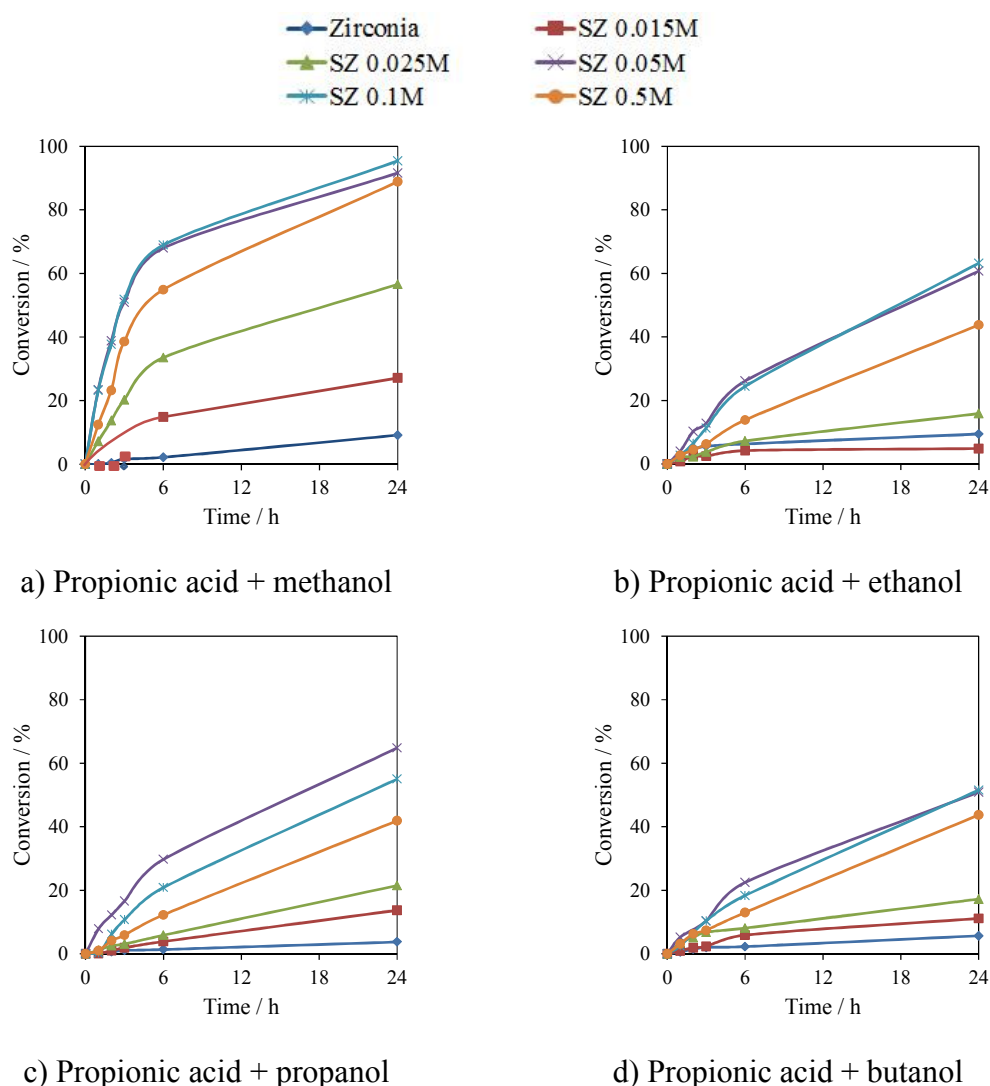 Zirconia SZ 0.015M
SZ 0.025M SZ 0.05M
SZ 0.1M SZ 0.5M
100
80
60
40
20
0
0 6 12 18 24
Conversion / %
Time / h
a) Propionic acid + methanol
100
80
60
40
20
0
0 6 12 18 24
Conversion / %
Time / h
b) Propionic acid + ethanol
100
80
60
40
20
0
0 6 12 18 24
Conversion / %
Time / h
c) Propionic acid + propanol
100
80
60
40
20
0
0 6 12 18 24
Conversion / %
Time / h
d) Propionic acid + butanol